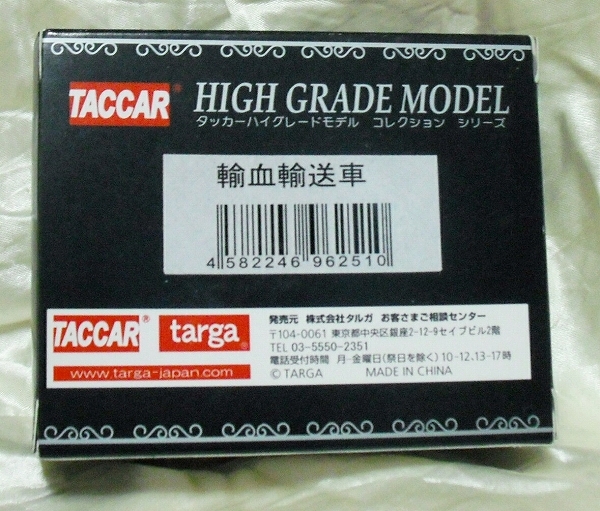 TACCAR® HIGH GRADE MODEL
タッカーハイグレードモデル コレクション シリーズ
輸血輸送車
4 582246 962510
TACCAR® targa®
www.targa-japan.com
発売元 株式会社タルガ お客さまご相談センター
〒104-0061 東京都中央区銀座2-12-9セイブビル2階
TEL 03-5550-2351
電話受付時間 月-金曜日(祭日を除く)10-12.13-17時
©TARGA MADE IN CHINA